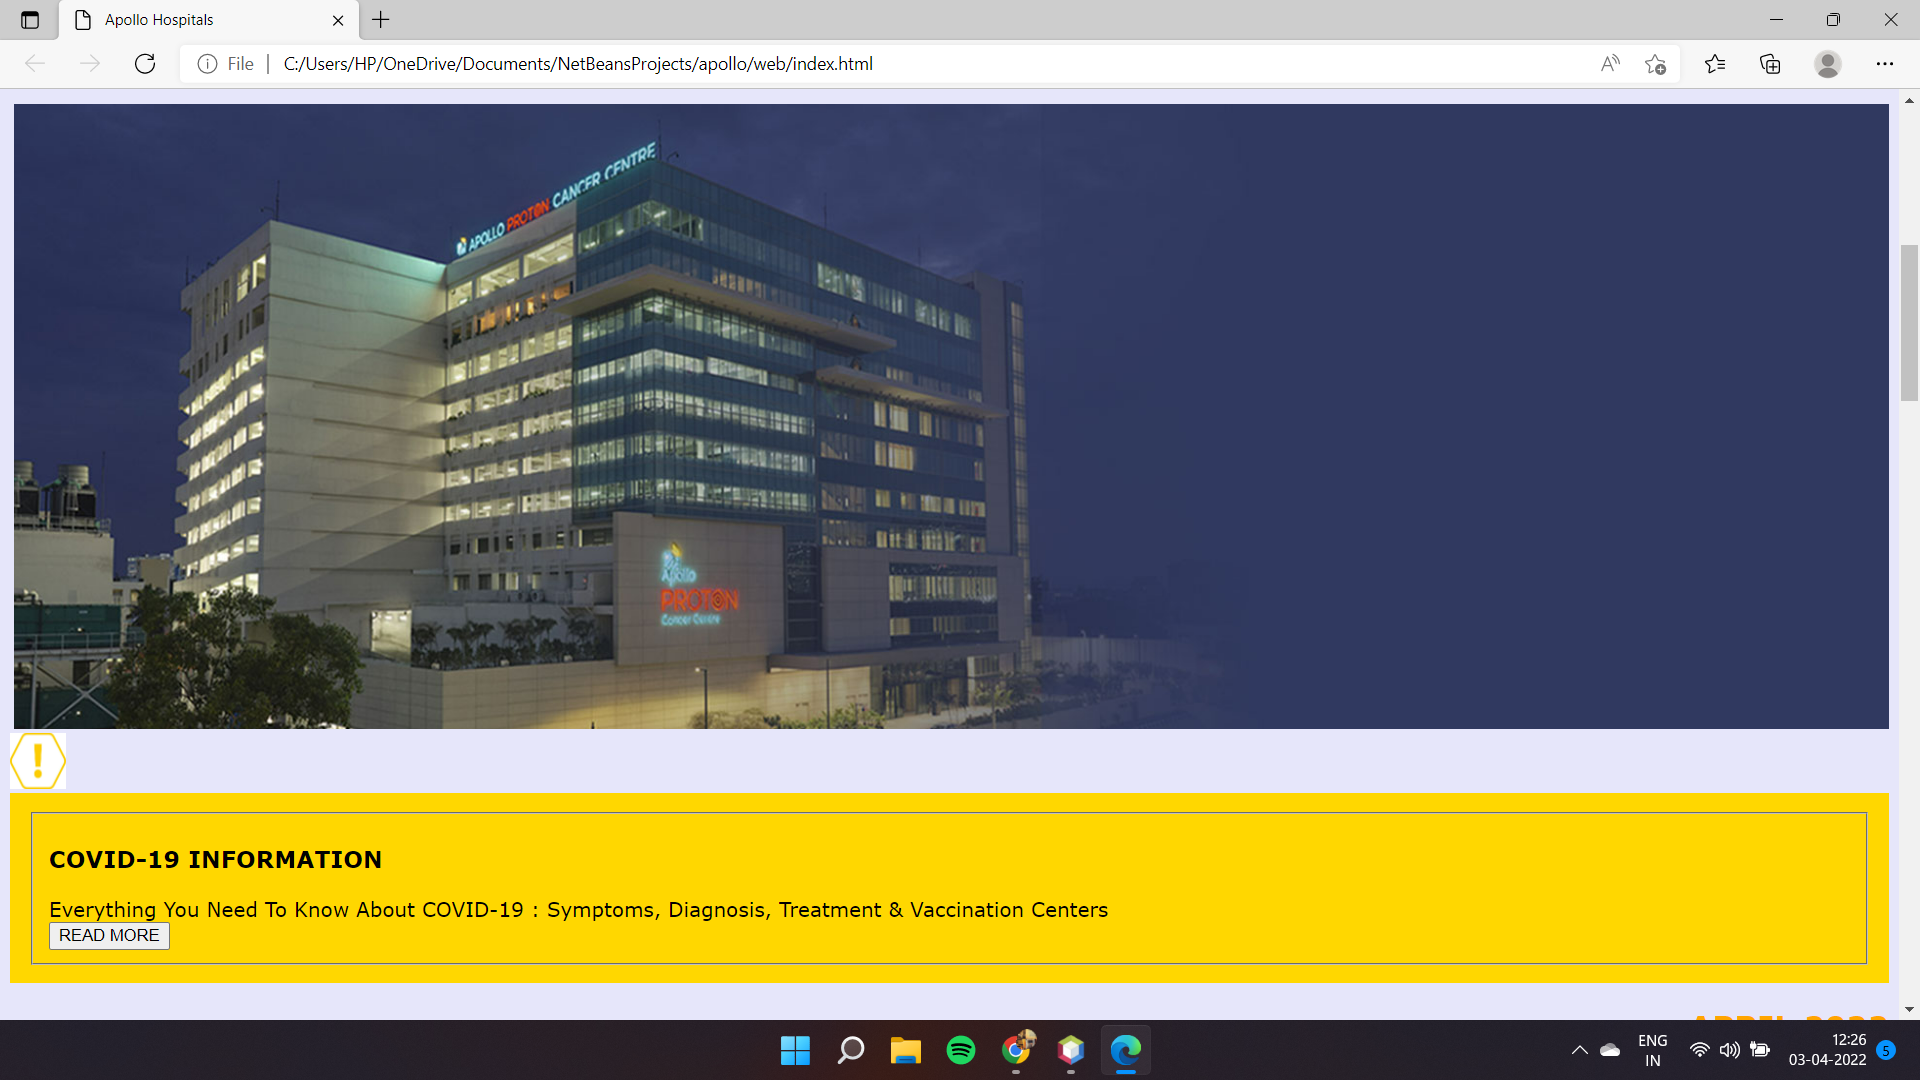 Apollo Hospitals
File
C:/Users/HP/OneDrive/Documents/NetBeansProjects/apollo/web/index.html
APOLLO PROTON CANCER CENTRE
Apollo
PROTON
Cancer Centre
COVID-19 INFORMATION
Everything You Need To Know About COVID-19 : Symptoms, Diagnosis, Treatment & Vaccination Centers
READ MORE
APRIL 2022
ENG
IN
12:26
03-04-2022
5